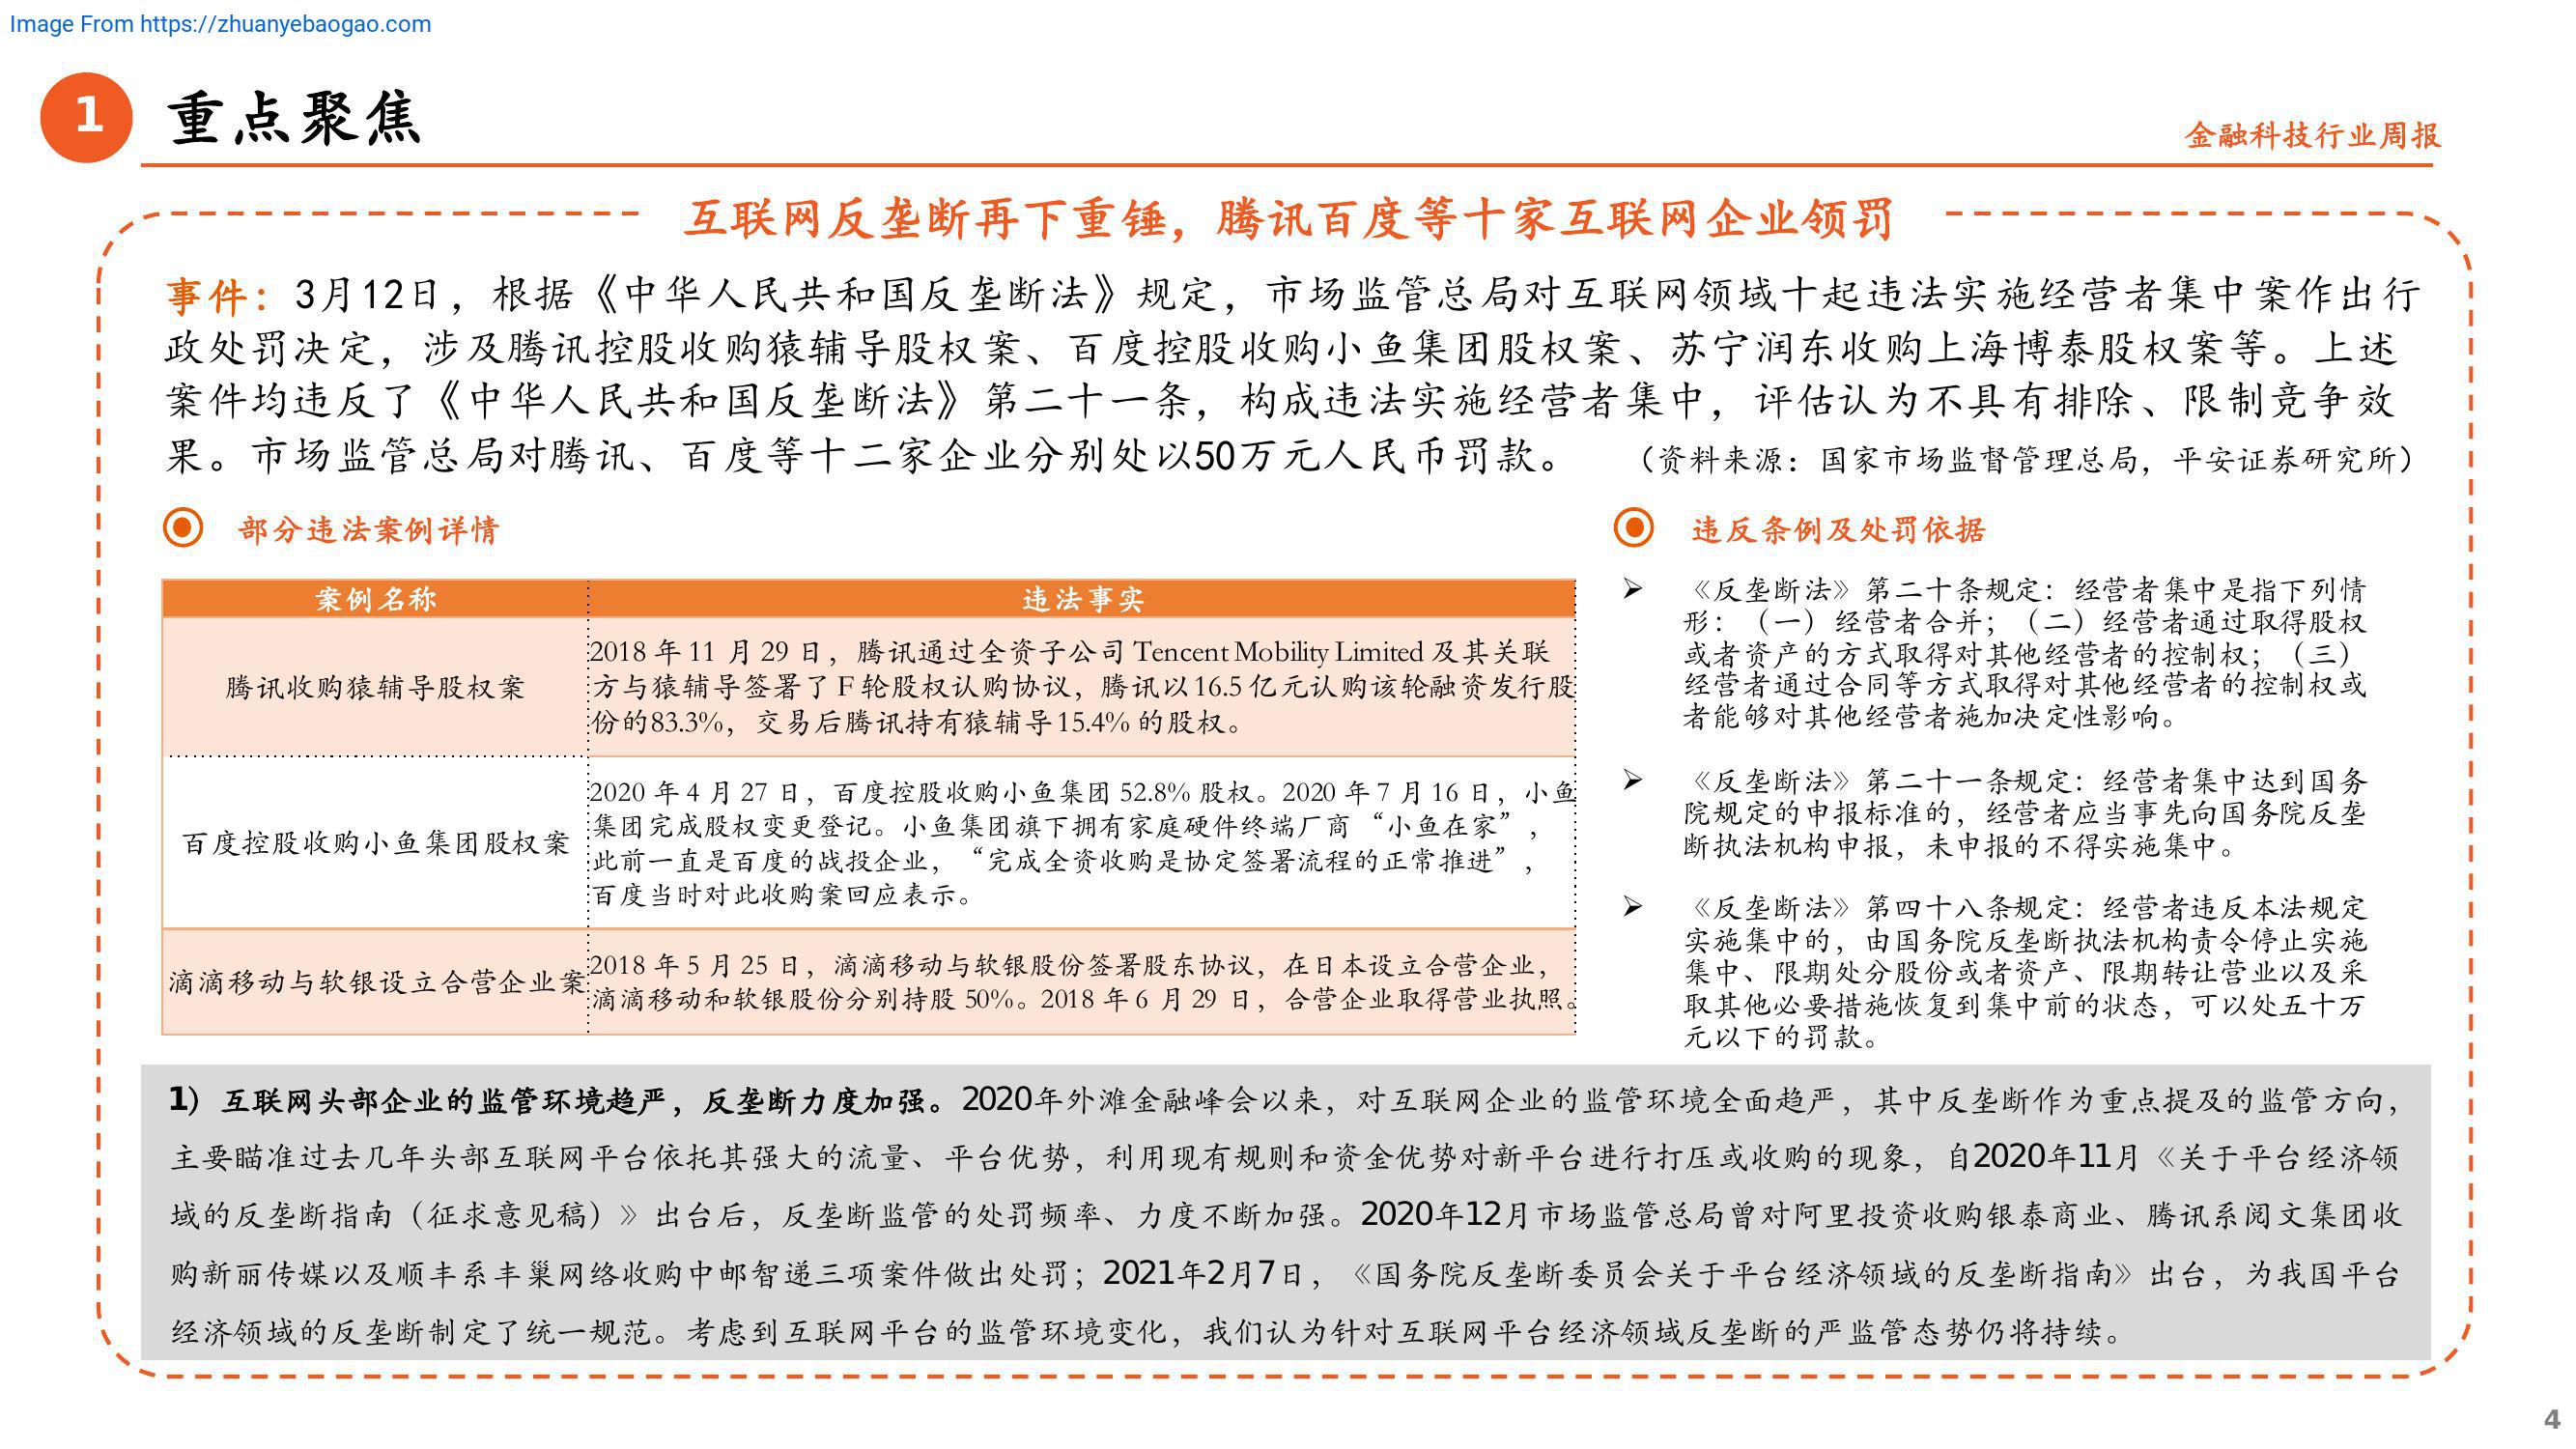 Image From https://zhuanyebaogao.com
1
重点聚焦
金融科技行业周报
互联网反垄断再下重锤，腾讯百度等十家互联网企业领罚
事件：3月12日，根据《中华人民共和国反垄断法》规定，市场监管总局对互联网领域十起违法实施经营者集中案作出行
政处罚决定，涉及腾讯控股收购猿辅导股权案、百度控股收购小鱼集团股权案、苏宁润东收购上海博泰股权案等。上述
案件均违反了《中华人民共和国反垄断法》第二十一条，构成违法实施经营者集中，评估认为不具有排除、限制竞争效
果。市场监管总局对腾讯、百度等十二家企业分别处以50万元人民币罚款。
（资料来源：国家市场监督管理总局，平安证券研究所）
部分违法案例详情
案例名称
违法事实
腾讯收购猿辅导股权案
2018 年 11 月 29 日，腾讯通过全资子公司 Tencent Mobility Limited 及其关联
方与猿辅导签署了 F 轮股权认购协议，腾讯以 16.5 亿元认购该轮融资发行股
份的83.3%，交易后腾讯持有猿辅导15.4% 的股权。
百度控股收购小鱼集团股权案
2020 年 4 月 27 日，百度控股收购小鱼集团 52.8% 股权。2020 年 7 月 16 日，小鱼
集团完成股权变更登记。小鱼集团旗下拥有家庭硬件终端厂商“小鱼在家”，
此前一直是百度的战投企业，“完成全资收购是协定签署流程的正常推进”，
百度当时对此收购案回应表示。
滴滴移动与软银设立合营企业案
2018 年 5 月 25 日，滴滴移动与软银股份签署股东协议，在日本设立合营企业，
滴滴移动和软银股份分别持股 50%。2018 年 6 月 29 日，合营企业取得营业执照。
违反条例及处罚依据
《反垄断法》第二十条规定：经营者集中是指下列情
形：（一）经营者合并；（二）经营者通过取得股权
或者资产的方式取得对其他经营者的控制权；（三）
经营者通过合同等方式取得对其他经营者的控制权或
者能够对其他经营者施加决定性影响。
《反垄断法》第二十一条规定：经营者集中达到国务
院规定的申报标准的，经营者应当事先向国务院反垄
断执法机构申报，未申报的不得实施集中。
《反垄断法》第四十八条规定：经营者违反本法规定
实施集中的，由国务院反垄断执法机构责令停止实施
集中、限期处分股份或者资产、限期转让营业以及采
取其他必要措施恢复到集中前的状态，可以处五十万
元以下的罚款。
1）互联网头部企业的监管环境趋严，反垄断力度加强。2020年外滩金融峰会以来，对互联网企业的监管环境全面趋严，其中反垄断作为重点提及的监管方向，
主要瞄准过去几年头部互联网平台依托其强大的流量、平台优势，利用现有规则和资金优势对新平台进行打压或收购的现象，自2020年11月《关于平台经济领
域的反垄断指南（征求意见稿）》出台后，反垄断监管的处罚频率、力度不断加强。2020年12月市场监管总局曾对阿里投资收购银泰商业、腾讯系阅文集团收
购新丽传媒以及顺丰系丰巢网络收购中邮智递三项案件做出处罚；2021年2月7日，《国务院反垄断委员会关于平台经济领域的反垄断指南》出台，为我国平台
经济领域的反垄断制定了统一规范。考虑到互联网平台的监管环境变化，我们认为针对互联网平台经济领域反垄断的严监管态势仍将持续。
4